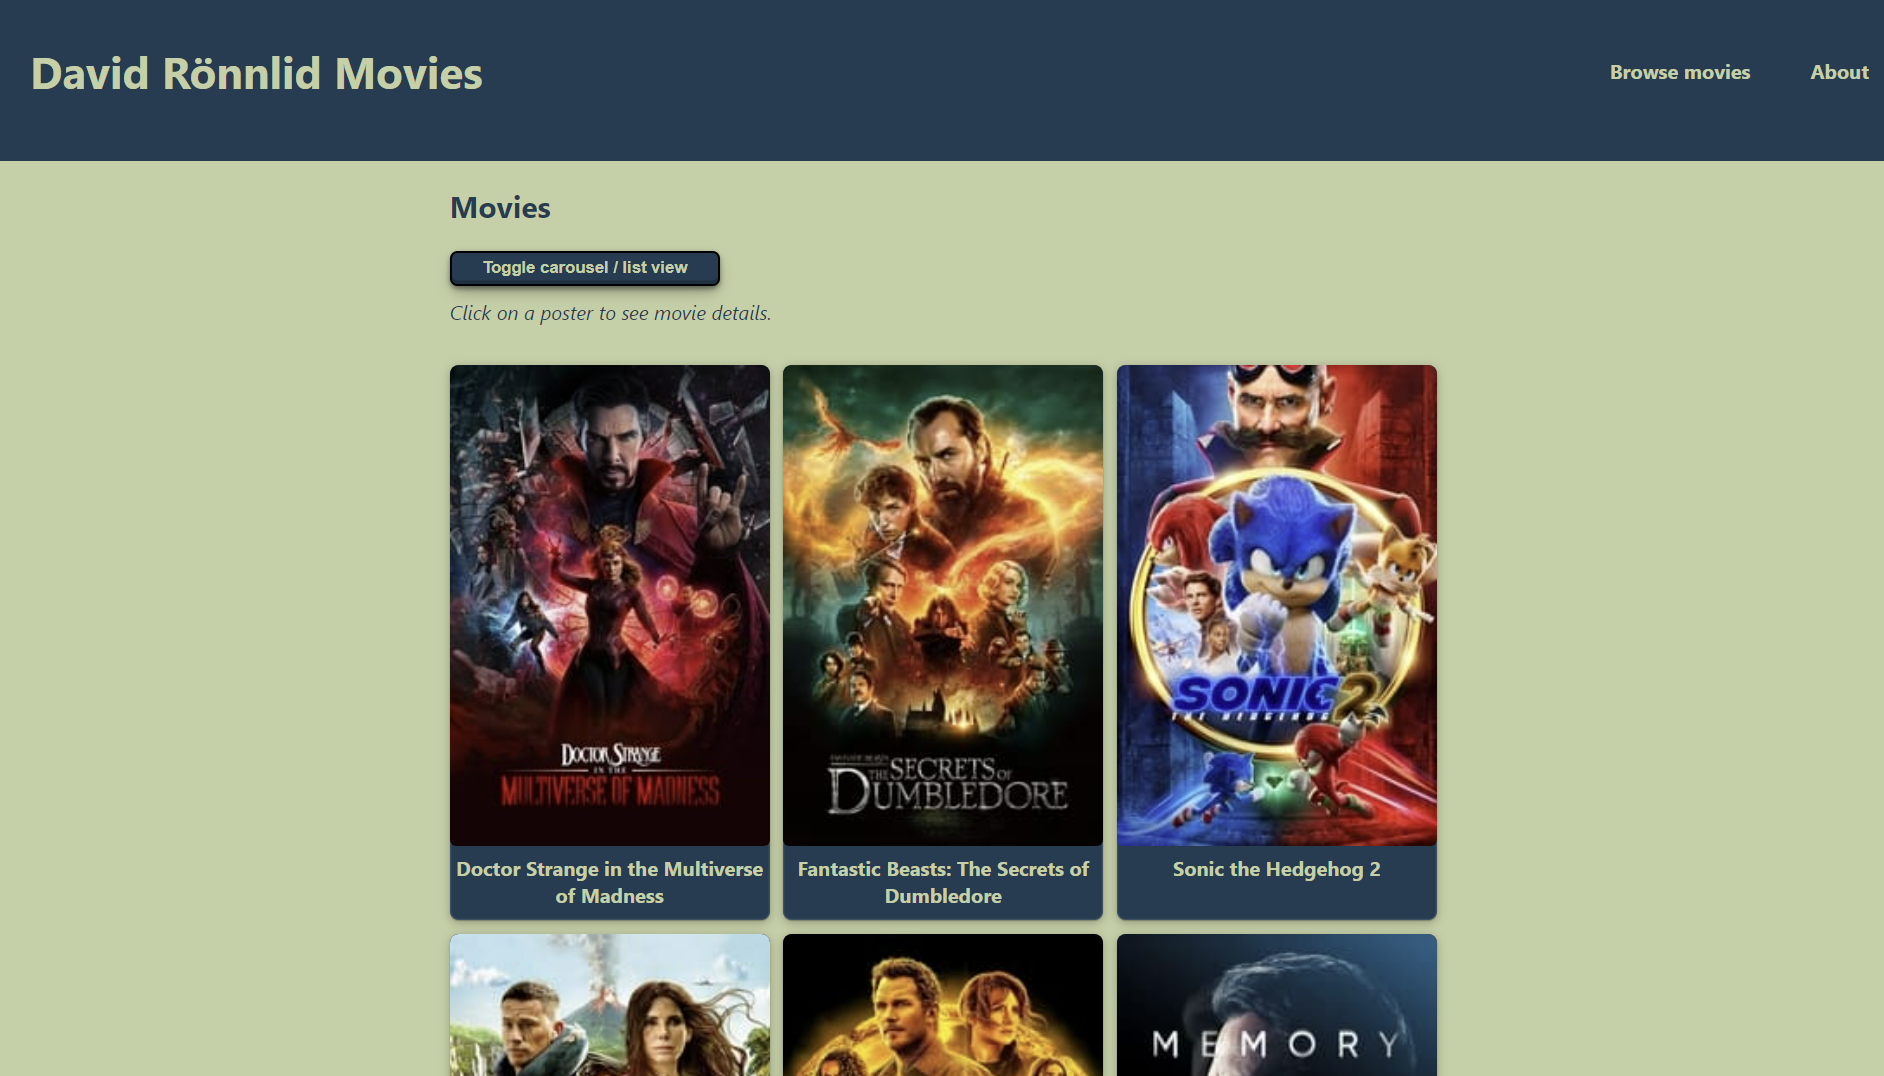 David Rönnlid Movies
Browse movies
About
Movies
Toggle carousel / list view
Click on a poster to see movie details.
DOCTOR STRANGE
IN THE
MULTIVERSE OF MADNESS
THE SECRETS OF
DUMBLEDORE
SONIC 2
THE HEDGEHOG
Doctor Strange in the Multiverse
of Madness
Fantastic Beasts: The Secrets of
Dumbledore
Sonic the Hedgehog 2
MEMORY